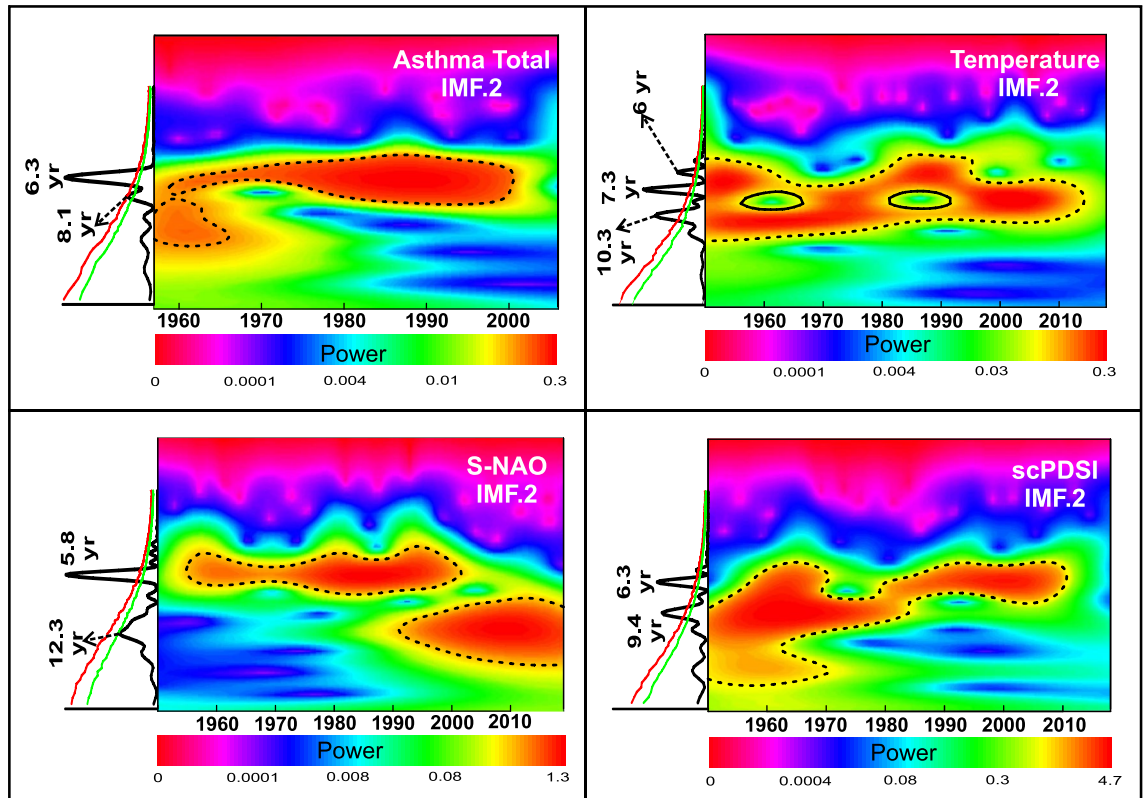 Asthma Total
IMF.2
6.3
yr
8.1
yr
1960 1970 1980 1990 2000
Power
0 0.0001 0.004 0.01 0.3
Temperature
IMF.2
6 yr
7.3
yr
10.3
yr
1960 1970 1980 1990 2000 2010
Power
0 0.0001 0.004 0.03 0.3
S-NAO
IMF.2
5.8
yr
12.3
yr
1960 1970 1980 1990 2000 2010
Power
0 0.0001 0.008 0.08 1.3
scPDSI
IMF.2
6.3
yr
9.4
yr
1960 1970 1980 1990 2000 2010
Power
0 0.0004 0.08 0.3 4.7